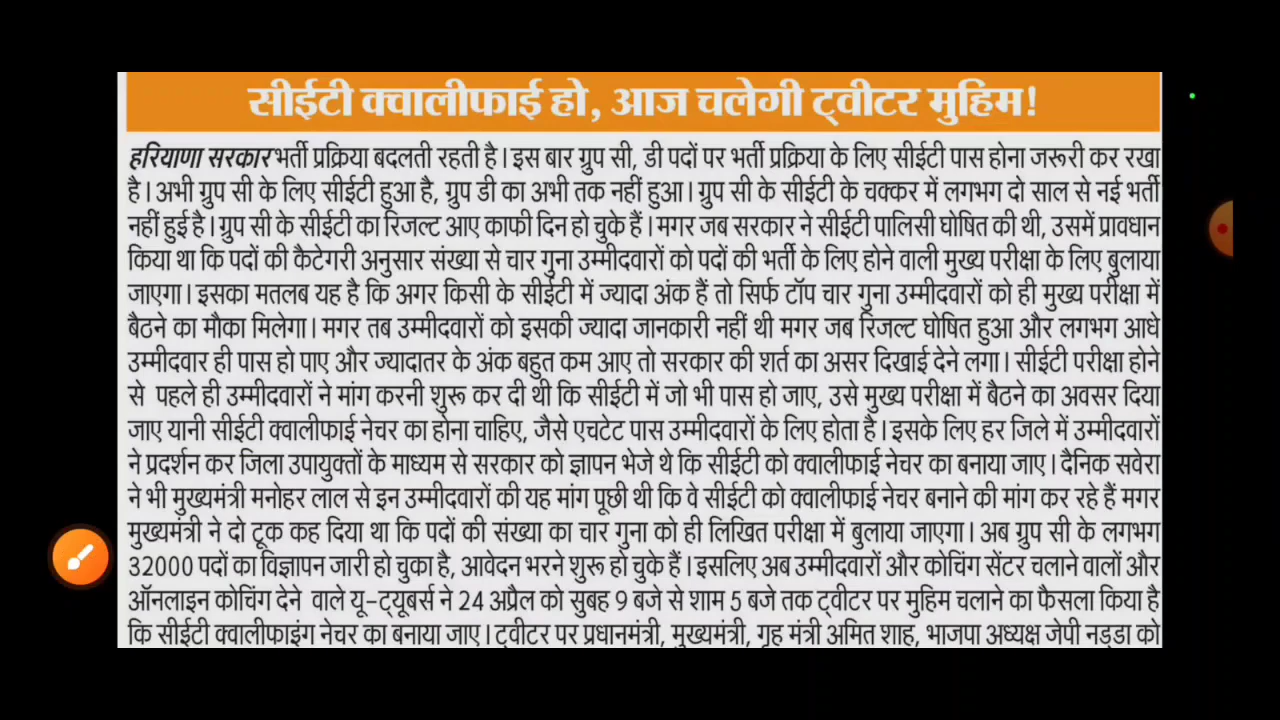 सीईटी क्वालीफाई हो, आज चलेगी ट्वीटर मुहिम!
हरियाणा सरकार भर्ती प्रक्रिया बदलती रहती है। इस बार ग्रुप सी, डी पदों पर भर्ती प्रक्रिया के लिए सीईटी पास होना जरूरी कर रखा
है। अभी ग्रुप सी के लिए सीईटी हुआ है, ग्रुप डी का अभी तक नहीं हुआ। ग्रुप सी के सीईटी के चक्कर में लगभग दो साल से नई भर्ती
नहीं हुई है। ग्रुप सी के सीईटी का रिजल्ट आए काफी दिन हो चुके हैं। मगर जब सरकार ने सीईटी पालिसी घोषित की थी, उसमें प्रावधान
किया था कि पदों की कैटेगरी अनुसार संख्या से चार गुना उम्मीदवारों को पदों की भर्ती के लिए होने वाली मुख्य परीक्षा के लिए बुलाया
जाएगा। इसका मतलब यह है कि अगर किसी के सीईटी में ज्यादा अंक हैं तो सिर्फ टॉप चार गुना उम्मीदवारों को ही मुख्य परीक्षा में
बैठने का मौका मिलेगा। मगर तब उम्मीदवारों को इसकी ज्यादा जानकारी नहीं थी मगर जब रिजल्ट घोषित हुआ और लगभग आधे
उम्मीदवार ही पास हो पाए और ज्यादातर के अंक बहुत कम आए तो सरकार की शर्त का असर दिखाई देने लगा। सीईटी परीक्षा होने
से पहले ही उम्मीदवारों ने मांग करनी शुरू कर दी थी कि सीईटी में जो भी पास हो जाए, उसे मुख्य परीक्षा में बैठने का अवसर दिया
जाए यानी सीईटी क्वालीफाई नेचर का होना चाहिए, जैसे एचटेट पास उम्मीदवारों के लिए होता है। इसके लिए हर जिले में उम्मीदवारों
ने प्रदर्शन कर जिला उपायुक्तों के माध्यम से सरकार को ज्ञापन भेजे थे कि सीईटी को क्वालीफाई नेचर का बनाया जाए। दैनिक सवेरा
ने भी मुख्यमंत्री मनोहर लाल से इन उम्मीदवारों की यह मांग पूछी थी कि वे सीईटी को क्वालीफाई नेचर बनाने की मांग कर रहे हैं मगर
मुख्यमंत्री ने दो टूक कह दिया था कि पदों की संख्या का चार गुना को ही लिखित परीक्षा में बुलाया जाएगा। अब ग्रुप सी के लगभग
32000 पदों का विज्ञापन जारी हो चुका है, आवेदन भरने शुरू हो चुके हैं। इसलिए अब उम्मीदवारों और कोचिंग सेंटर चलाने वालों और
ऑनलाइन कोचिंग देने वाले यू-ट्यूबर्स ने 24 अप्रैल को सुबह 9 बजे से शाम 5 बजे तक ट्वीटर पर मुहिम चलाने का फैसला किया है
कि सीईटी क्वालीफाइंग नेचर का बनाया जाए। ट्वीटर पर प्रधानमंत्री, मुख्यमंत्री, गृह मंत्री अमित शाह, भाजपा अध्यक्ष जेपी नड्डा को